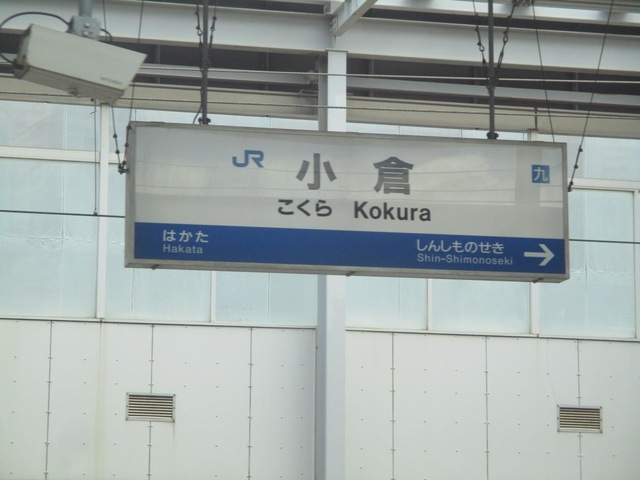 JR 小倉 九
こくら Kokura
はかた しんしものせき →
Hakata Shin-Shimonoseki